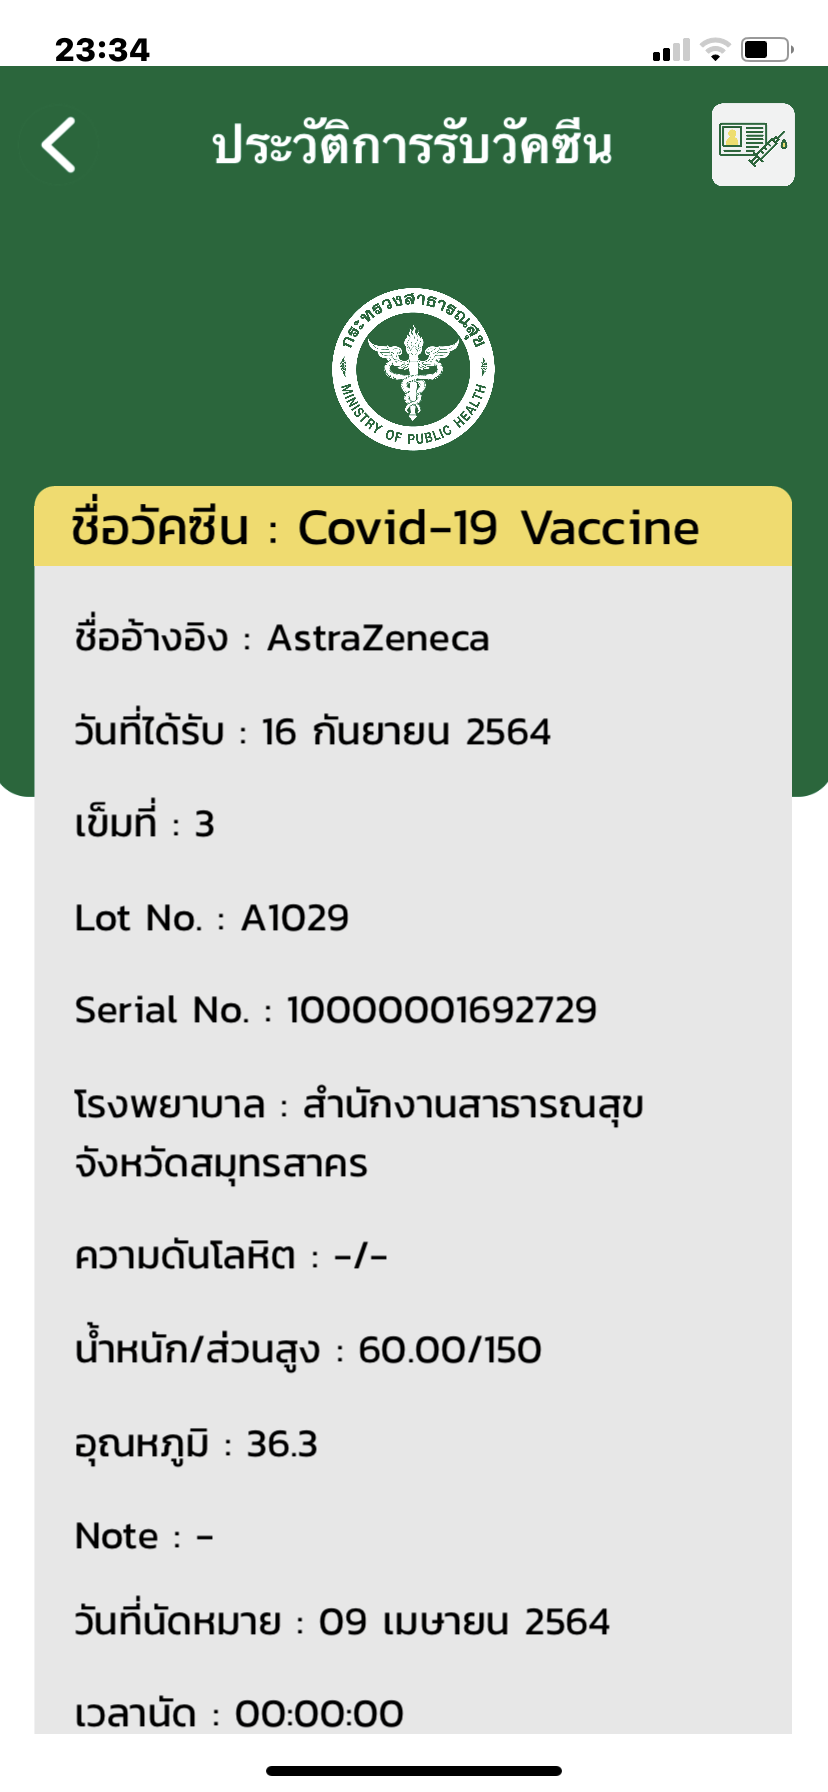 23:34
ประวัติการรับวัคซีน
กระทรวงสาธารณสุข
MINISTRY OF PUBLIC HEALTH
ชื่อวัคซีน : Covid-19 Vaccine
ชื่ออ้างอิง : AstraZeneca
วันที่ได้รับ : 16 กันยายน 2564
เข็มที่ : 3
Lot No. : A1029
Serial No. : 10000001692729
โรงพยาบาล : สำนักงานสาธารณสุข
จังหวัดสมุทรสาคร
ความดันโลหิต : -/-
น้ำหนัก/ส่วนสูง : 60.00/150
อุณหภูมิ : 36.3
Note : -
วันที่นัดหมาย : 09 เมษายน 2564
เวลานัด : 00:00:00